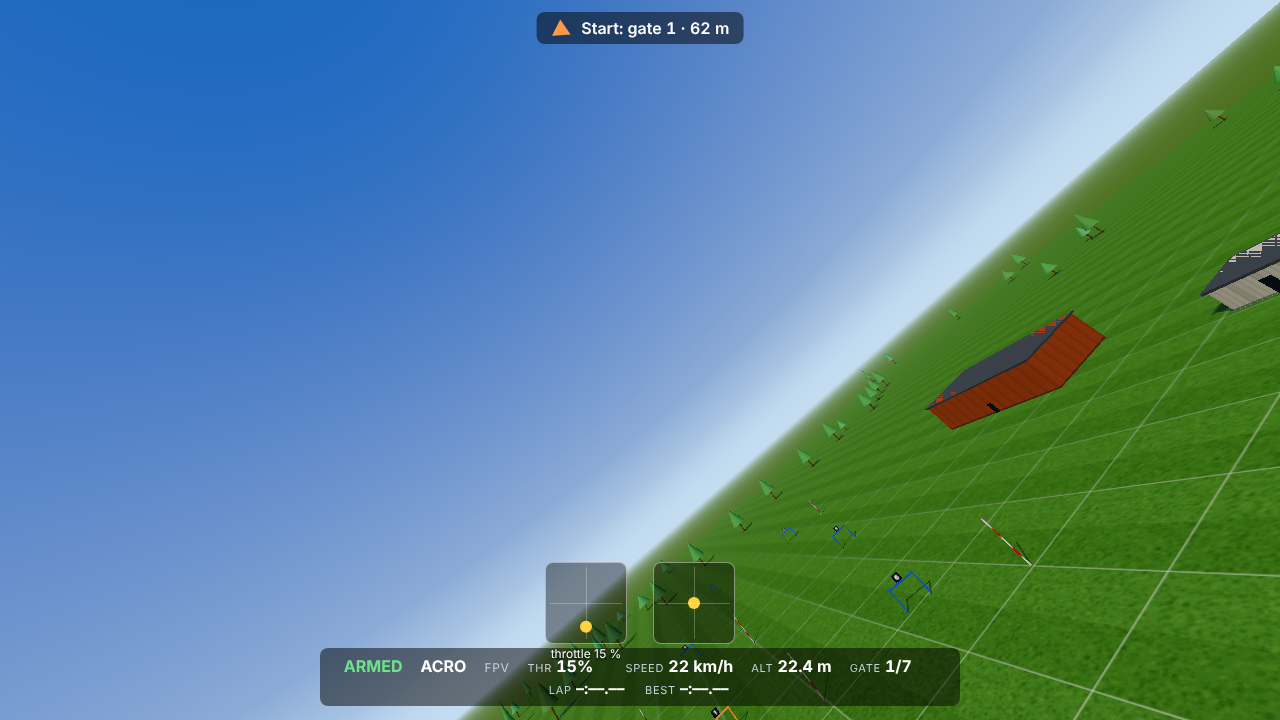 Start: gate 1 · 62 m
throttle 15 %
ARMED ACRO FPV THR 15% SPEED 22 km/h ALT 22.4 m GATE 1/7
LAP –:––.–– BEST –:––.––